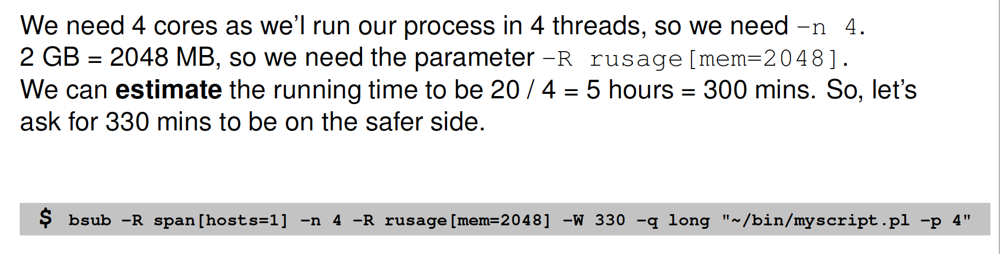 We need 4 cores as we’l run our process in 4 threads, so we need -n 4.
2 GB = 2048 MB, so we need the parameter -R rusage[mem=2048].
We can estimate the running time to be 20 / 4 = 5 hours = 300 mins. So, let’s
ask for 330 mins to be on the safer side.
$ bsub -R span[hosts=1] -n 4 -R rusage[mem=2048] -W 330 -q long "~/bin/myscript.pl -p 4"